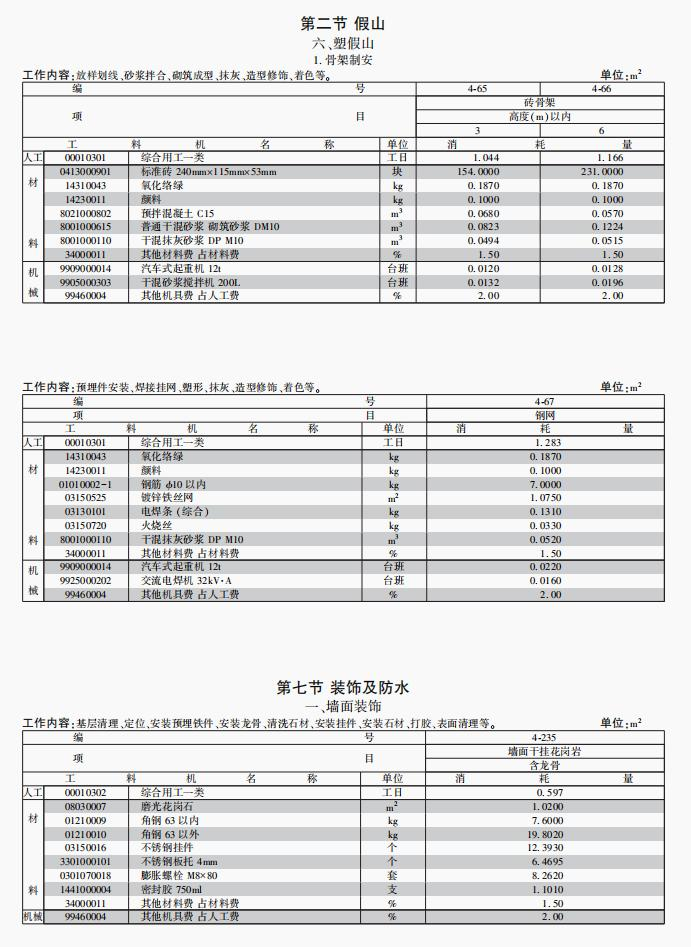 第二节 假山
六、塑假山
1. 骨架制安
工作内容:放样划线、砂浆拌合、砌筑成型、抹灰、造型修饰、着色等。 单位:m²
编 号 4-65 4-66
项 目 砖骨架
高度(m)以内
3 6
工 料 机 名 称 单位 消 耗 量
人工 00010301 综合用工一类 工日 1.044 1.166
材 0413000901 标准砖 240mm×115mm×53mm 块 154.0000 231.0000
14310043 氧化络绿 kg 0.1870 0.1870
14230011 颜料 kg 0.1000 0.1000
8021000802 预拌混凝土 C15 m³ 0.0680 0.0570
8001000615 普通干混砂浆 砌筑砂浆 DM10 m³ 0.0823 0.1224
料 8001000110 干混抹灰砂浆 DP M10 m³ 0.0494 0.0515
34000011 其他材料费 占材料费 % 1.50 1.50
机 9909000014 汽车式起重机 12t 台班 0.0120 0.0128
9905000303 干混砂浆搅拌机 200L 台班 0.0132 0.0196
械 99460004 其他机具费 占人工费 % 2.00 2.00
工作内容:预埋件安装、焊接挂网、塑形、抹灰、造型修饰、着色等。 单位:m²
编 号 4-67
项 目 钢网
工 料 机 名 称 单位 消 耗 量
人工 00010301 综合用工一类 工日 1.283
材 14310043 氧化络绿 kg 0.1870
14230011 颜料 kg 0.1000
01010002-1 钢筋 ϕ10 以内 kg 7.0000
03150525 镀锌铁丝网 m² 1.0750
03130101 电焊条(综合) kg 0.1310
03150720 火烧丝 kg 0.0330
料 8001000110 干混抹灰砂浆 DP M10 m³ 0.0520
34000011 其他材料费 占材料费 % 1.50
机 9909000014 汽车式起重机 12t 台班 0.0220
9925000202 交流电焊机 32kV·A 台班 0.0160
械 99460004 其他机具费 占人工费 % 2.00
第七节 装饰及防水
一、墙面装饰
工作内容:基层清理、定位、安装预埋铁件、安装龙骨、清洗石材、安装挂件、安装石材、打胶、表面清理等。 单位:m²
编 号 4-235
项 目 墙面干挂花岗岩
含龙骨
工 料 机 名 称 单位 消 耗 量
人工 00010302 综合用工二类 工日 0.597
材 08030007 磨光花岗石 m² 1.0200
01210009 角钢 63 以内 kg 7.6000
01210010 角钢 63 以外 kg 19.8020
03150016 不锈钢挂件 个 12.3930
3301000101 不锈钢板托 4mm 个 6.4695
0301070018 膨胀螺栓 M8×80 套 8.2620
料 1441000004 密封胶 750ml 支 1.1010
34000011 其他材料费 占材料费 % 1.50
机械 99460004 其他机具费 占人工费 % 2.00